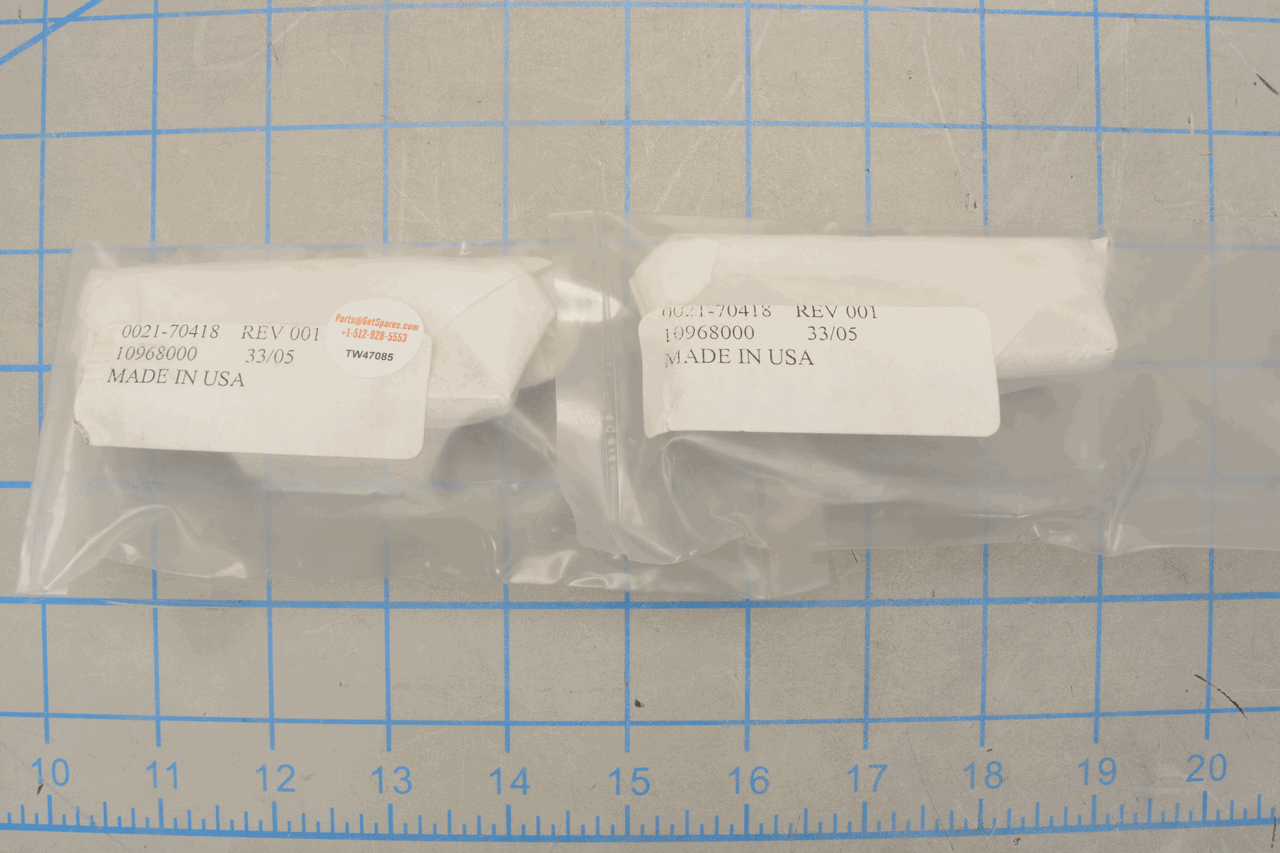 0021-70418 REV 001
10968000 33/05
MADE IN USA
Parts@GetSpares.com
+1-512-928-5553
TW47085
0021-70418 REV 001
10968000 33/05
MADE IN USA
10 11 12 13 14 15 16 17 18 19 20